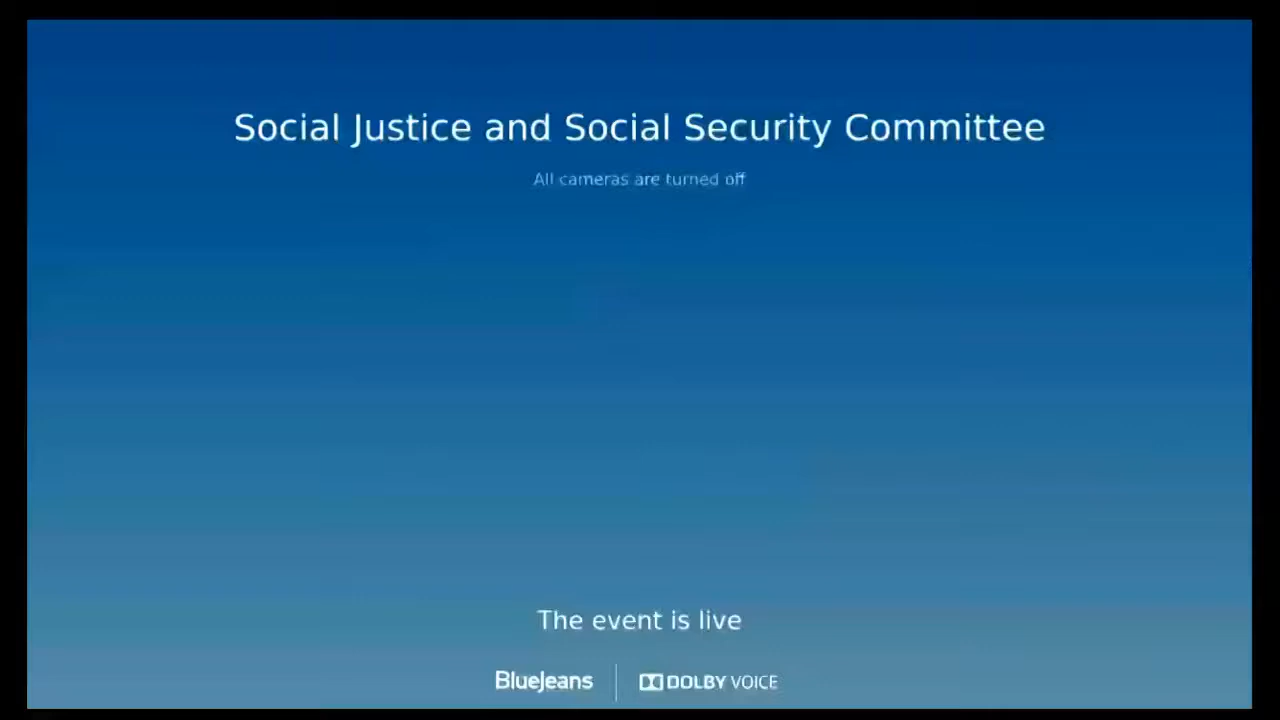 Social Justice and Social Security Committee
All cameras are turned off
The event is live
BlueJeans DOLBY VOICE